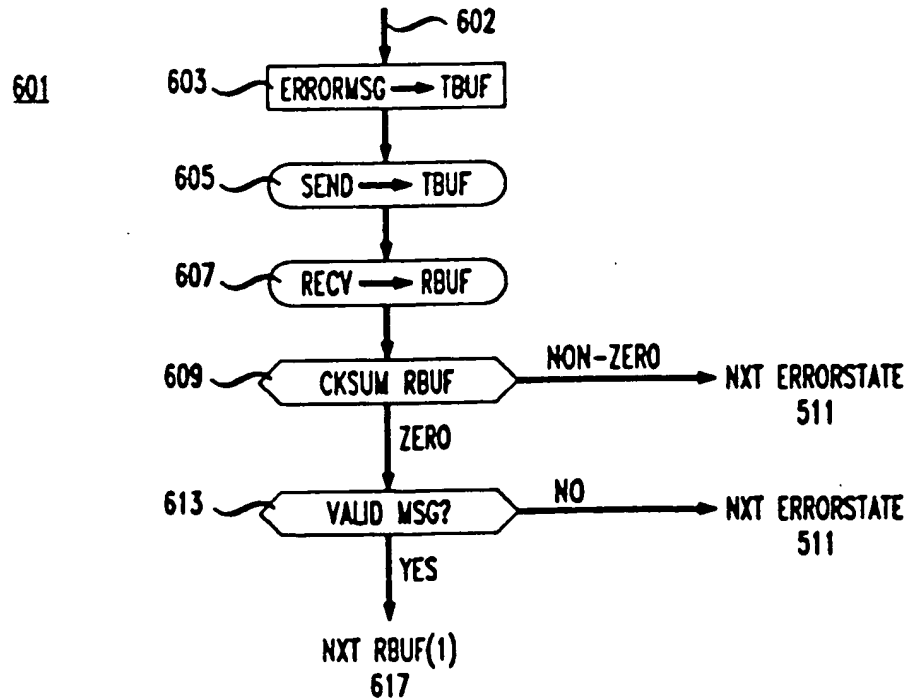 602
601
603
ERRORMSG → TBUF
605
SEND → TBUF
607
RECV → RBUF
609
CKSUM RBUF
NON-ZERO
NXT ERRORSTATE
511
ZERO
613
VALID MSG?
NO
NXT ERRORSTATE
511
YES
NXT RBUF(1)
617